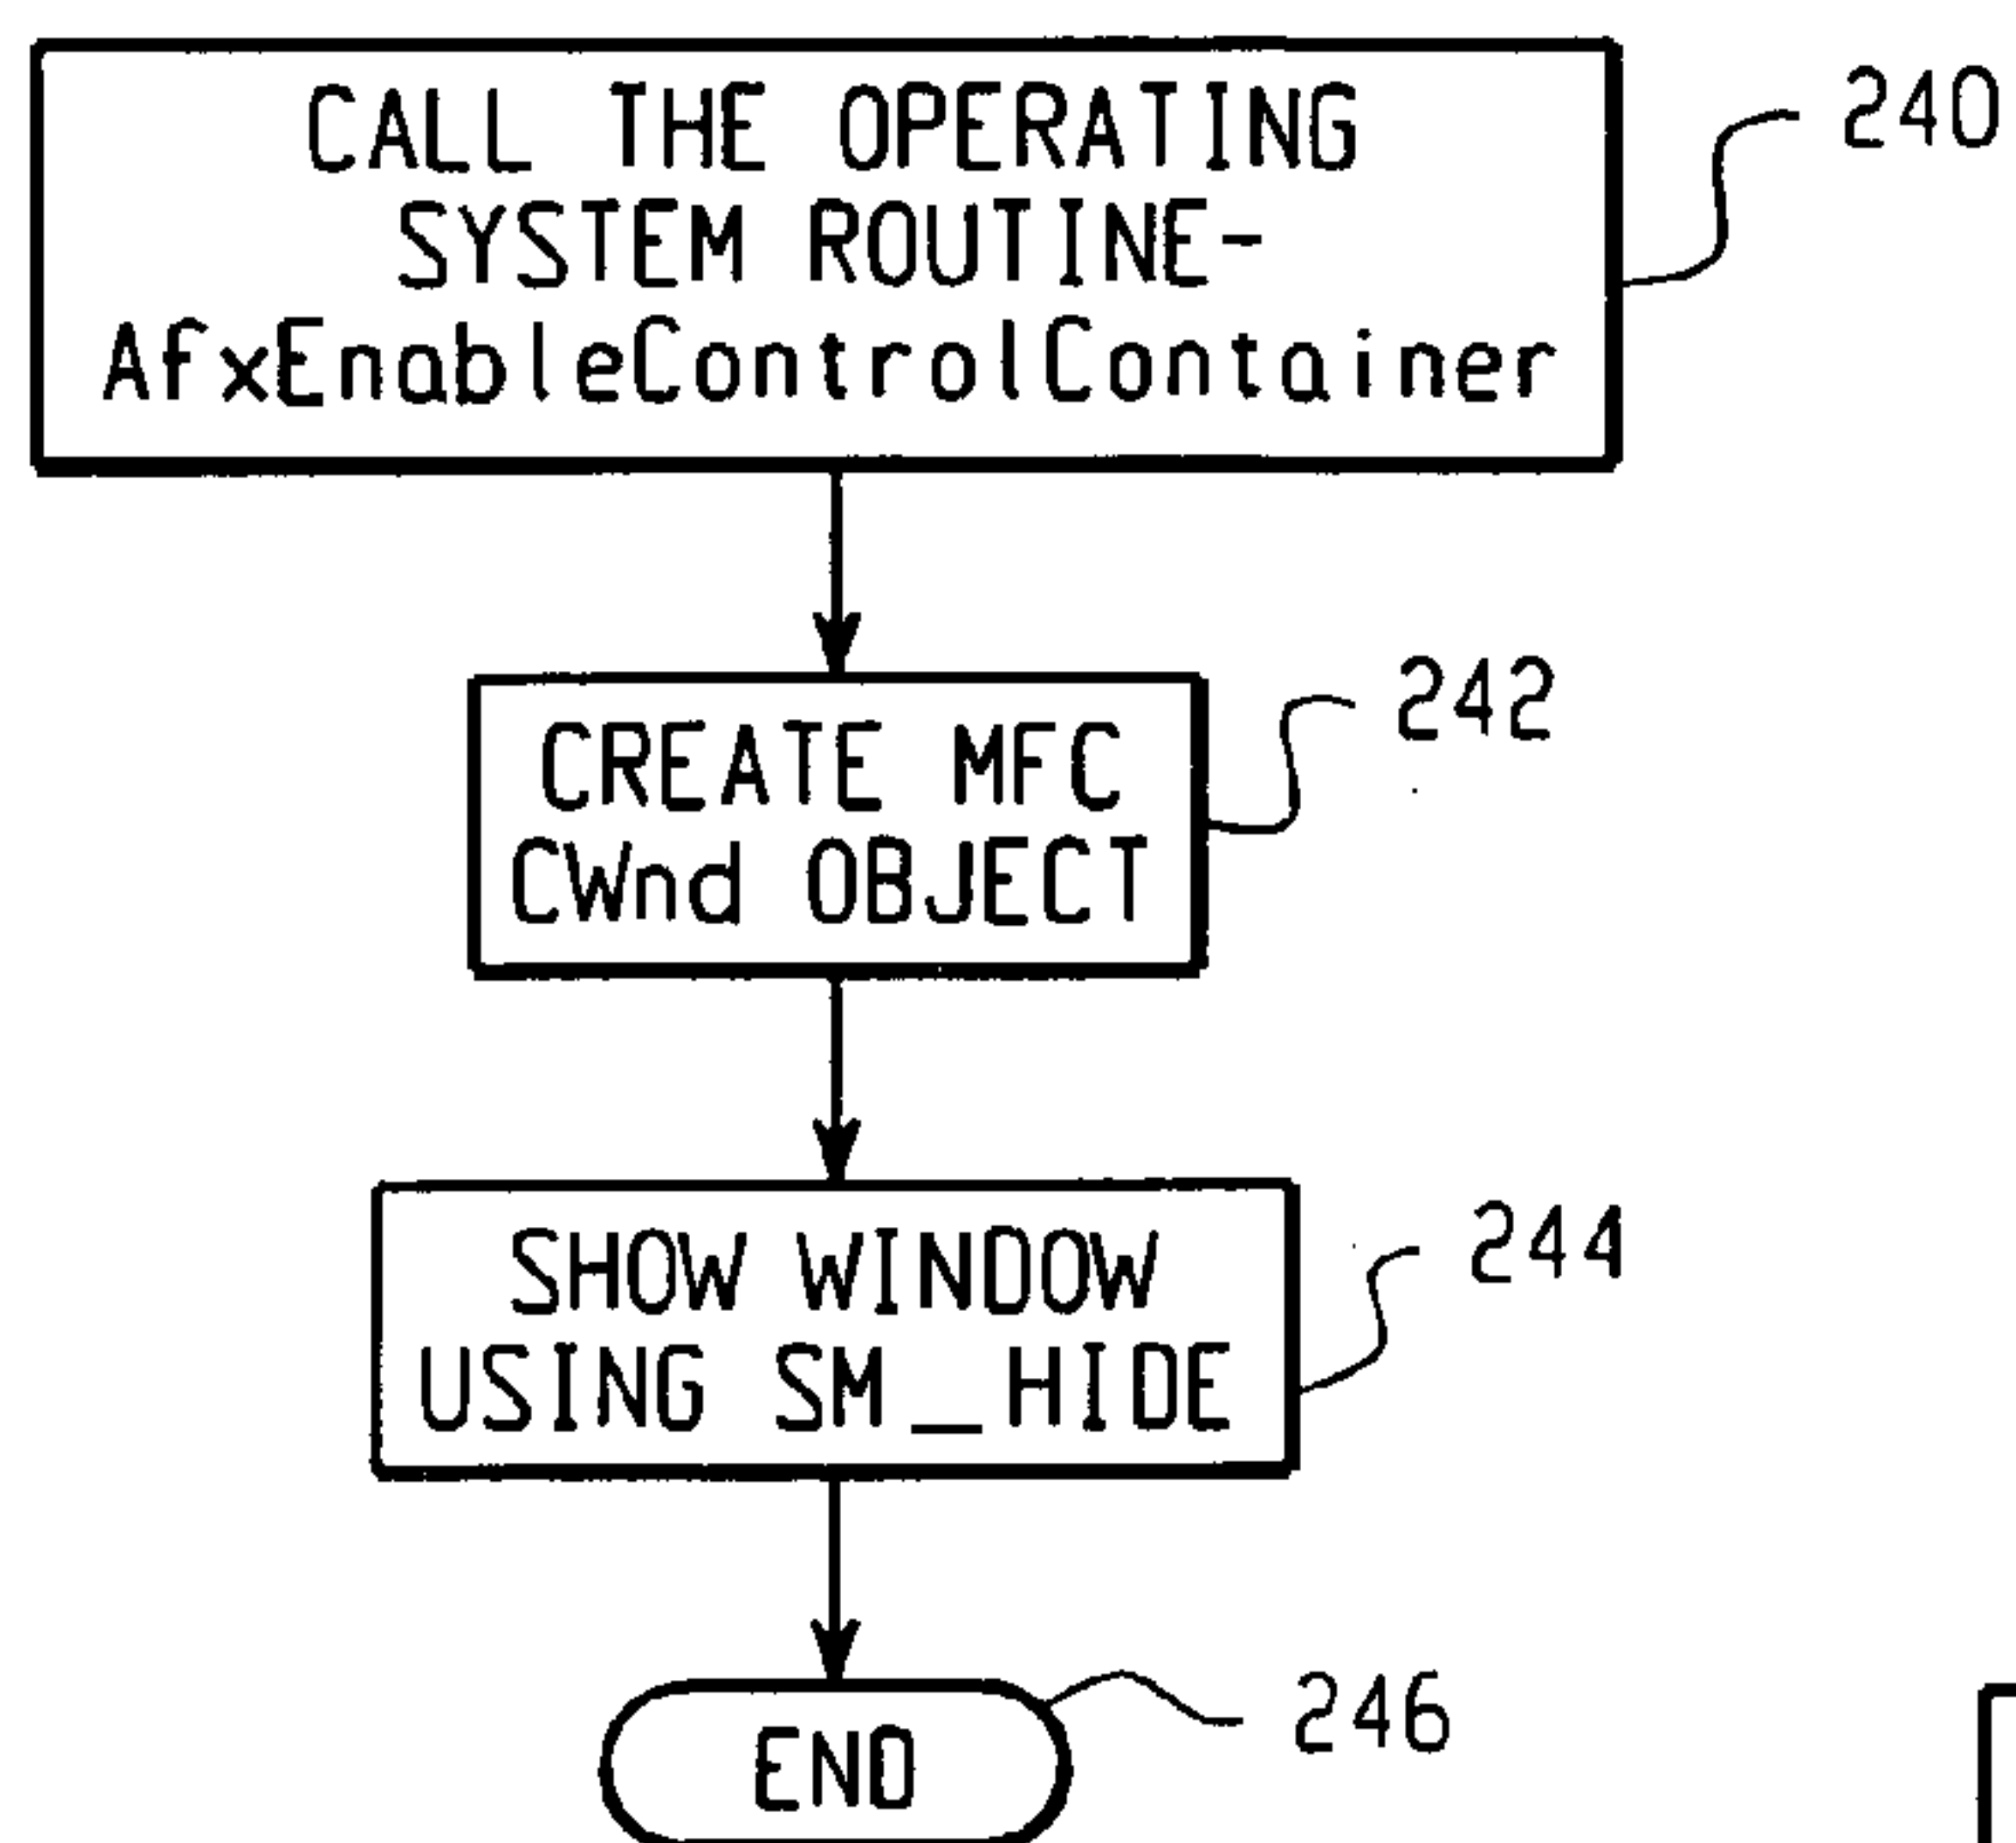 CALL THE OPERATING
SYSTEM ROUTINE-
AfxEnableControlContainer
240
CREATE MFC
CWnd OBJECT
242
SHOW WINDOW
USING SM_HIDE
244
END
246